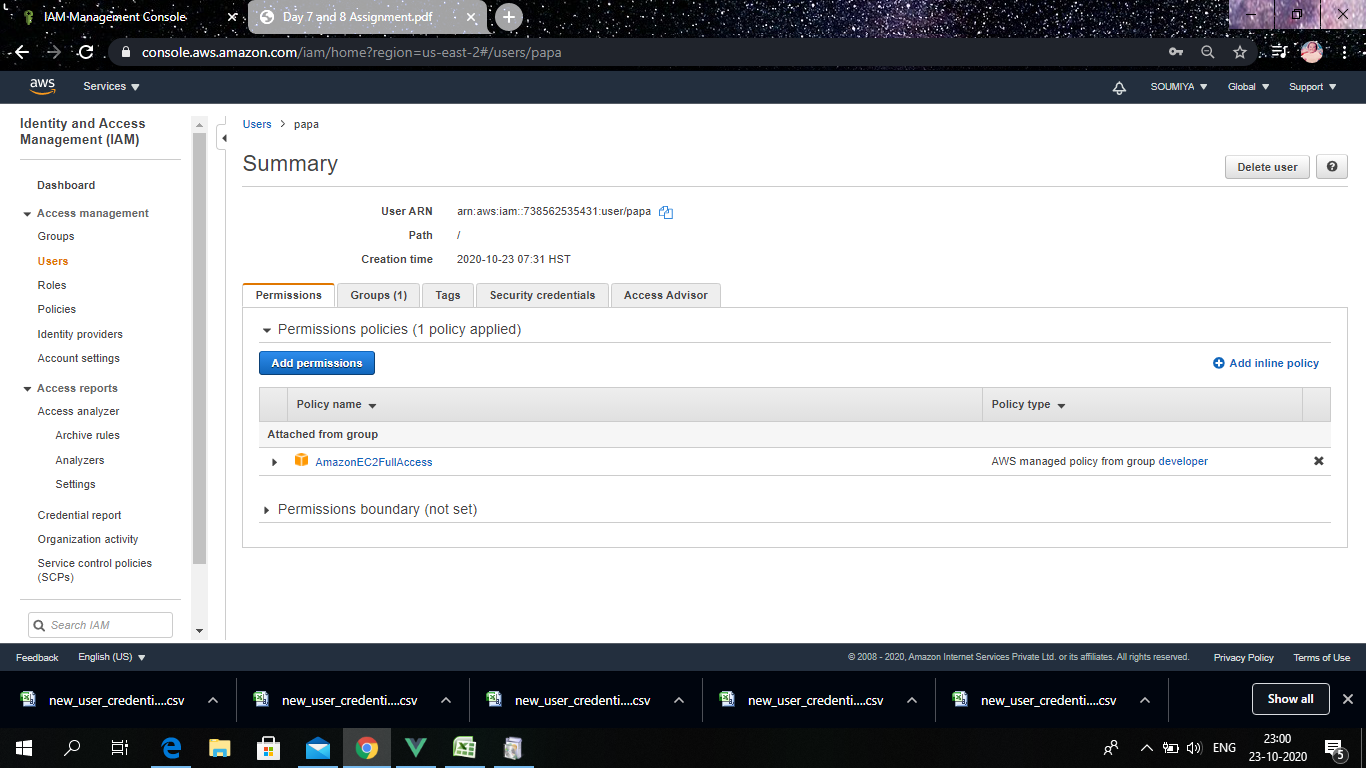 IAM Management Console
Day 7 and 8 Assignment.pdf
console.aws.amazon.com/iam/home?region=us-east-2#/users/papa
aws
Services
SOUMIYA
Global
Support
Identity and Access
Management (IAM)
Dashboard
Access management
Groups
Users
Roles
Policies
Identity providers
Account settings
Access reports
Access analyzer
Archive rules
Analyzers
Settings
Credential report
Organization activity
Service control policies
(SCPs)
Search IAM
Users > papa
Summary
Delete user
User ARN arn:aws:iam::738562535431:user/papa
Path /
Creation time 2020-10-23 07:31 HST
Permissions Groups (1) Tags Security credentials Access Advisor
Permissions policies (1 policy applied)
Add permissions
Add inline policy
Policy name Policy type
Attached from group
AmazonEC2FullAccess AWS managed policy from group developer
Permissions boundary (not set)
Feedback English (US) © 2008 - 2020, Amazon Internet Services Private Ltd. or its affiliates. All rights reserved. Privacy Policy Terms of Use
new_user_credenti....csv new_user_credenti....csv new_user_credenti....csv new_user_credenti....csv new_user_credenti....csv Show all
ENG
23:00
23-10-2020
5